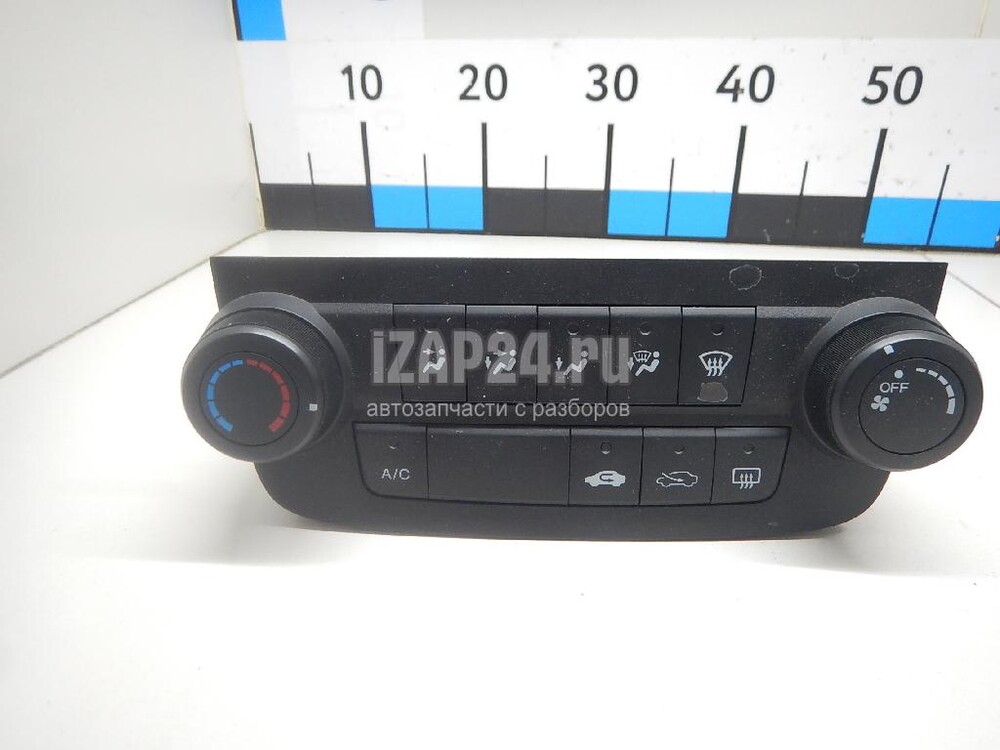 10 20 30 40 50
iZAP24.ru
автозапчасти с разборов
OFF
A/C